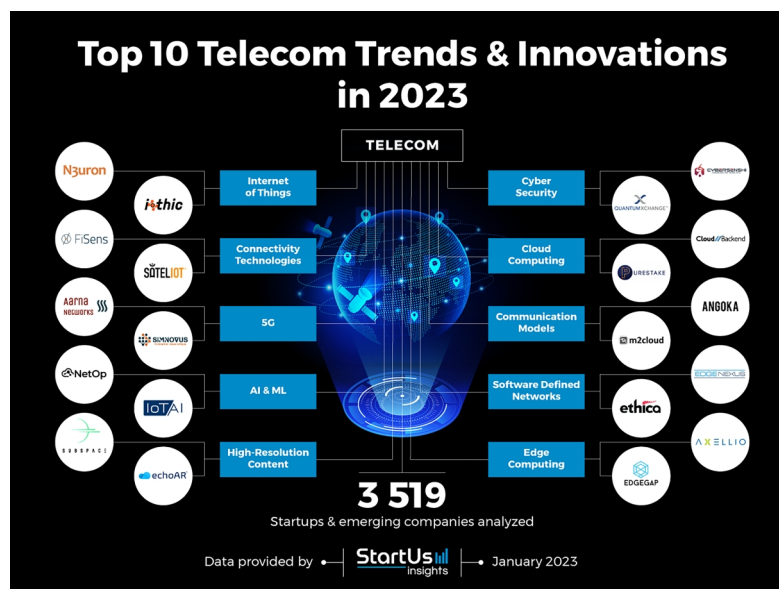 Top 10 Telecom Trends & Innovations
in 2023
TELECOM
N3uron
iothic
Internet
of Things
FiSens
SATELIOT
Connectivity
Technologies
Aarna
NETWORKS
SIMNOVUS
5G
NetOp
IoTAI
AI & ML
SUBSPACE
echoAR
High-Resolution
Content
Cyber
Security
CYBERSENSHI
QUANTUMXCHANGE
Cloud
Computing
Cloud//Backend
PURESTAKE
Communication
Models
ANGOKA
m2cloud
Software Defined
Networks
EDGENEXUS
ethica
Edge
Computing
AXELLIO
EDGEGAP
3 519
Startups & emerging companies analyzed
Data provided by
StartUs
insights
January 2023